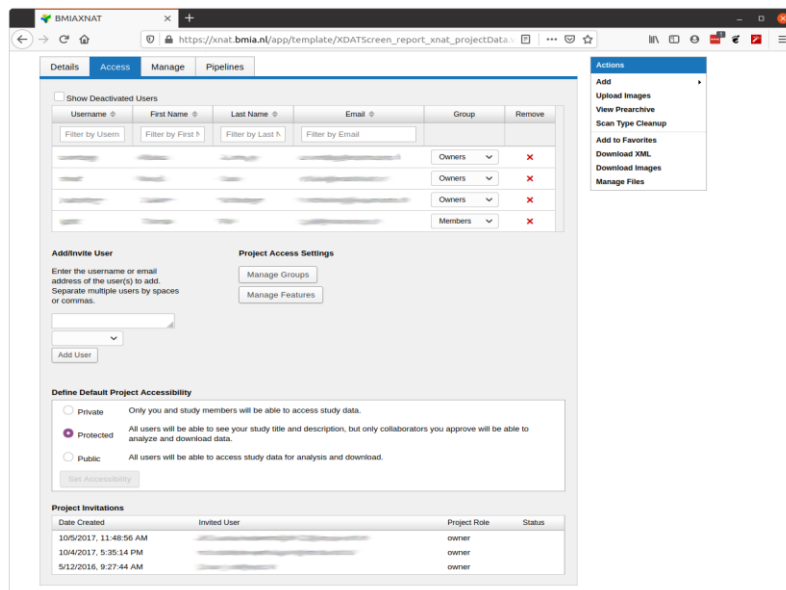 BMIAXNAT
https://xnat.bmia.nl/app/template/XDATScreen_report_xnat_projectData.v
Details Access Manage Pipelines
Show Deactivated Users
Username First Name Last Name Email Group Remove
Filter by Usern Filter by First N Filter by Last N Filter by Email
Owners
Owners
Owners
Members
Add/Invite User
Enter the username or email
address of the user(s) to add.
Separate multiple users by spaces
or commas.
Add User
Project Access Settings
Manage Groups
Manage Features
Define Default Project Accessibility
Private Only you and study members will be able to access study data.
Protected All users will be able to see your study title and description, but only collaborators you approve will be able to
analyze and download data.
Public All users will be able to access study data for analysis and download.
Set Accessibility
Project Invitations
Date Created Invited User Project Role Status
10/5/2017, 11:48:56 AM owner
10/4/2017, 5:35:14 PM owner
5/12/2016, 9:27:44 AM owner
Actions
Add
Upload Images
View Prearchive
Scan Type Cleanup
Add to Favorites
Download XML
Download Images
Manage Files